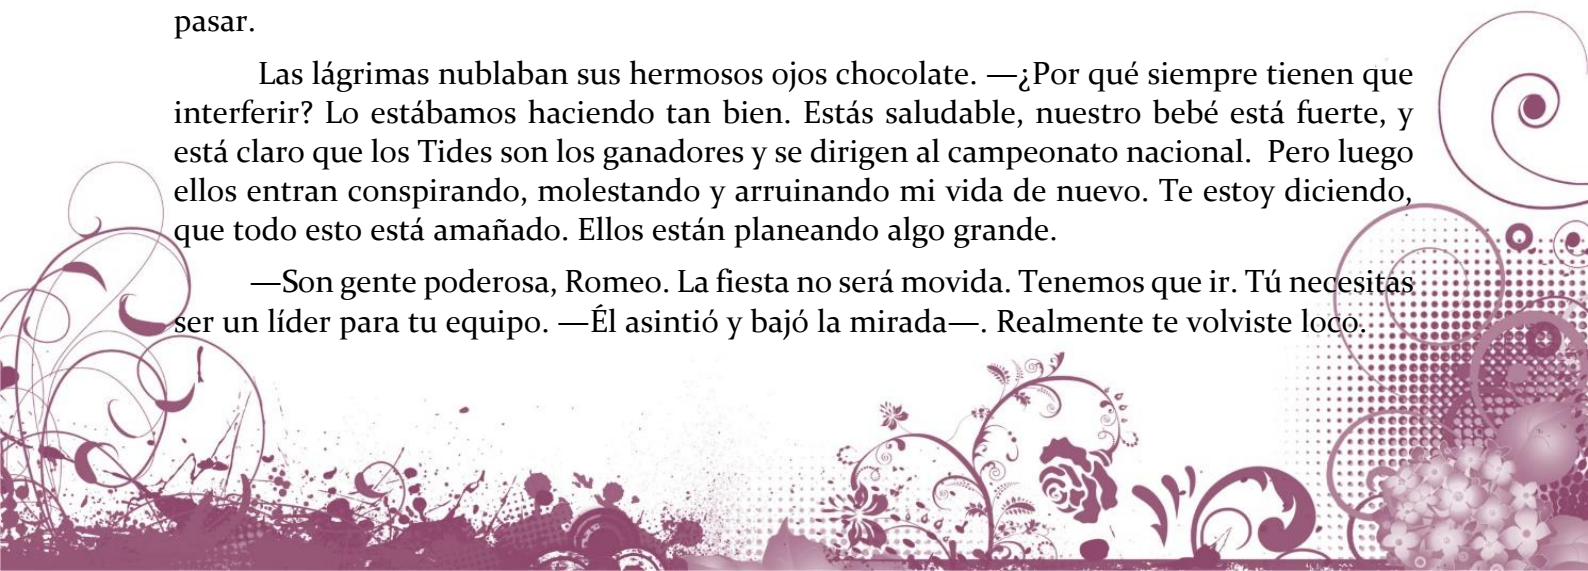 pasar.
Las lágrimas nublaban sus hermosos ojos chocolate. —¿Por qué siempre tienen que
interferir? Lo estábamos haciendo tan bien. Estás saludable, nuestro bebé está fuerte, y
está claro que los Tides son los ganadores y se dirigen al campeonato nacional. Pero luego
ellos entran conspirando, molestando y arruinando mi vida de nuevo. Te estoy diciendo,
que todo esto está amañado. Ellos están planeando algo grande.
—Son gente poderosa, Romeo. La fiesta no será movida. Tenemos que ir. Tú necesitas
ser un líder para tu equipo. —Él asintió y bajó la mirada—. Realmente te volviste loco.